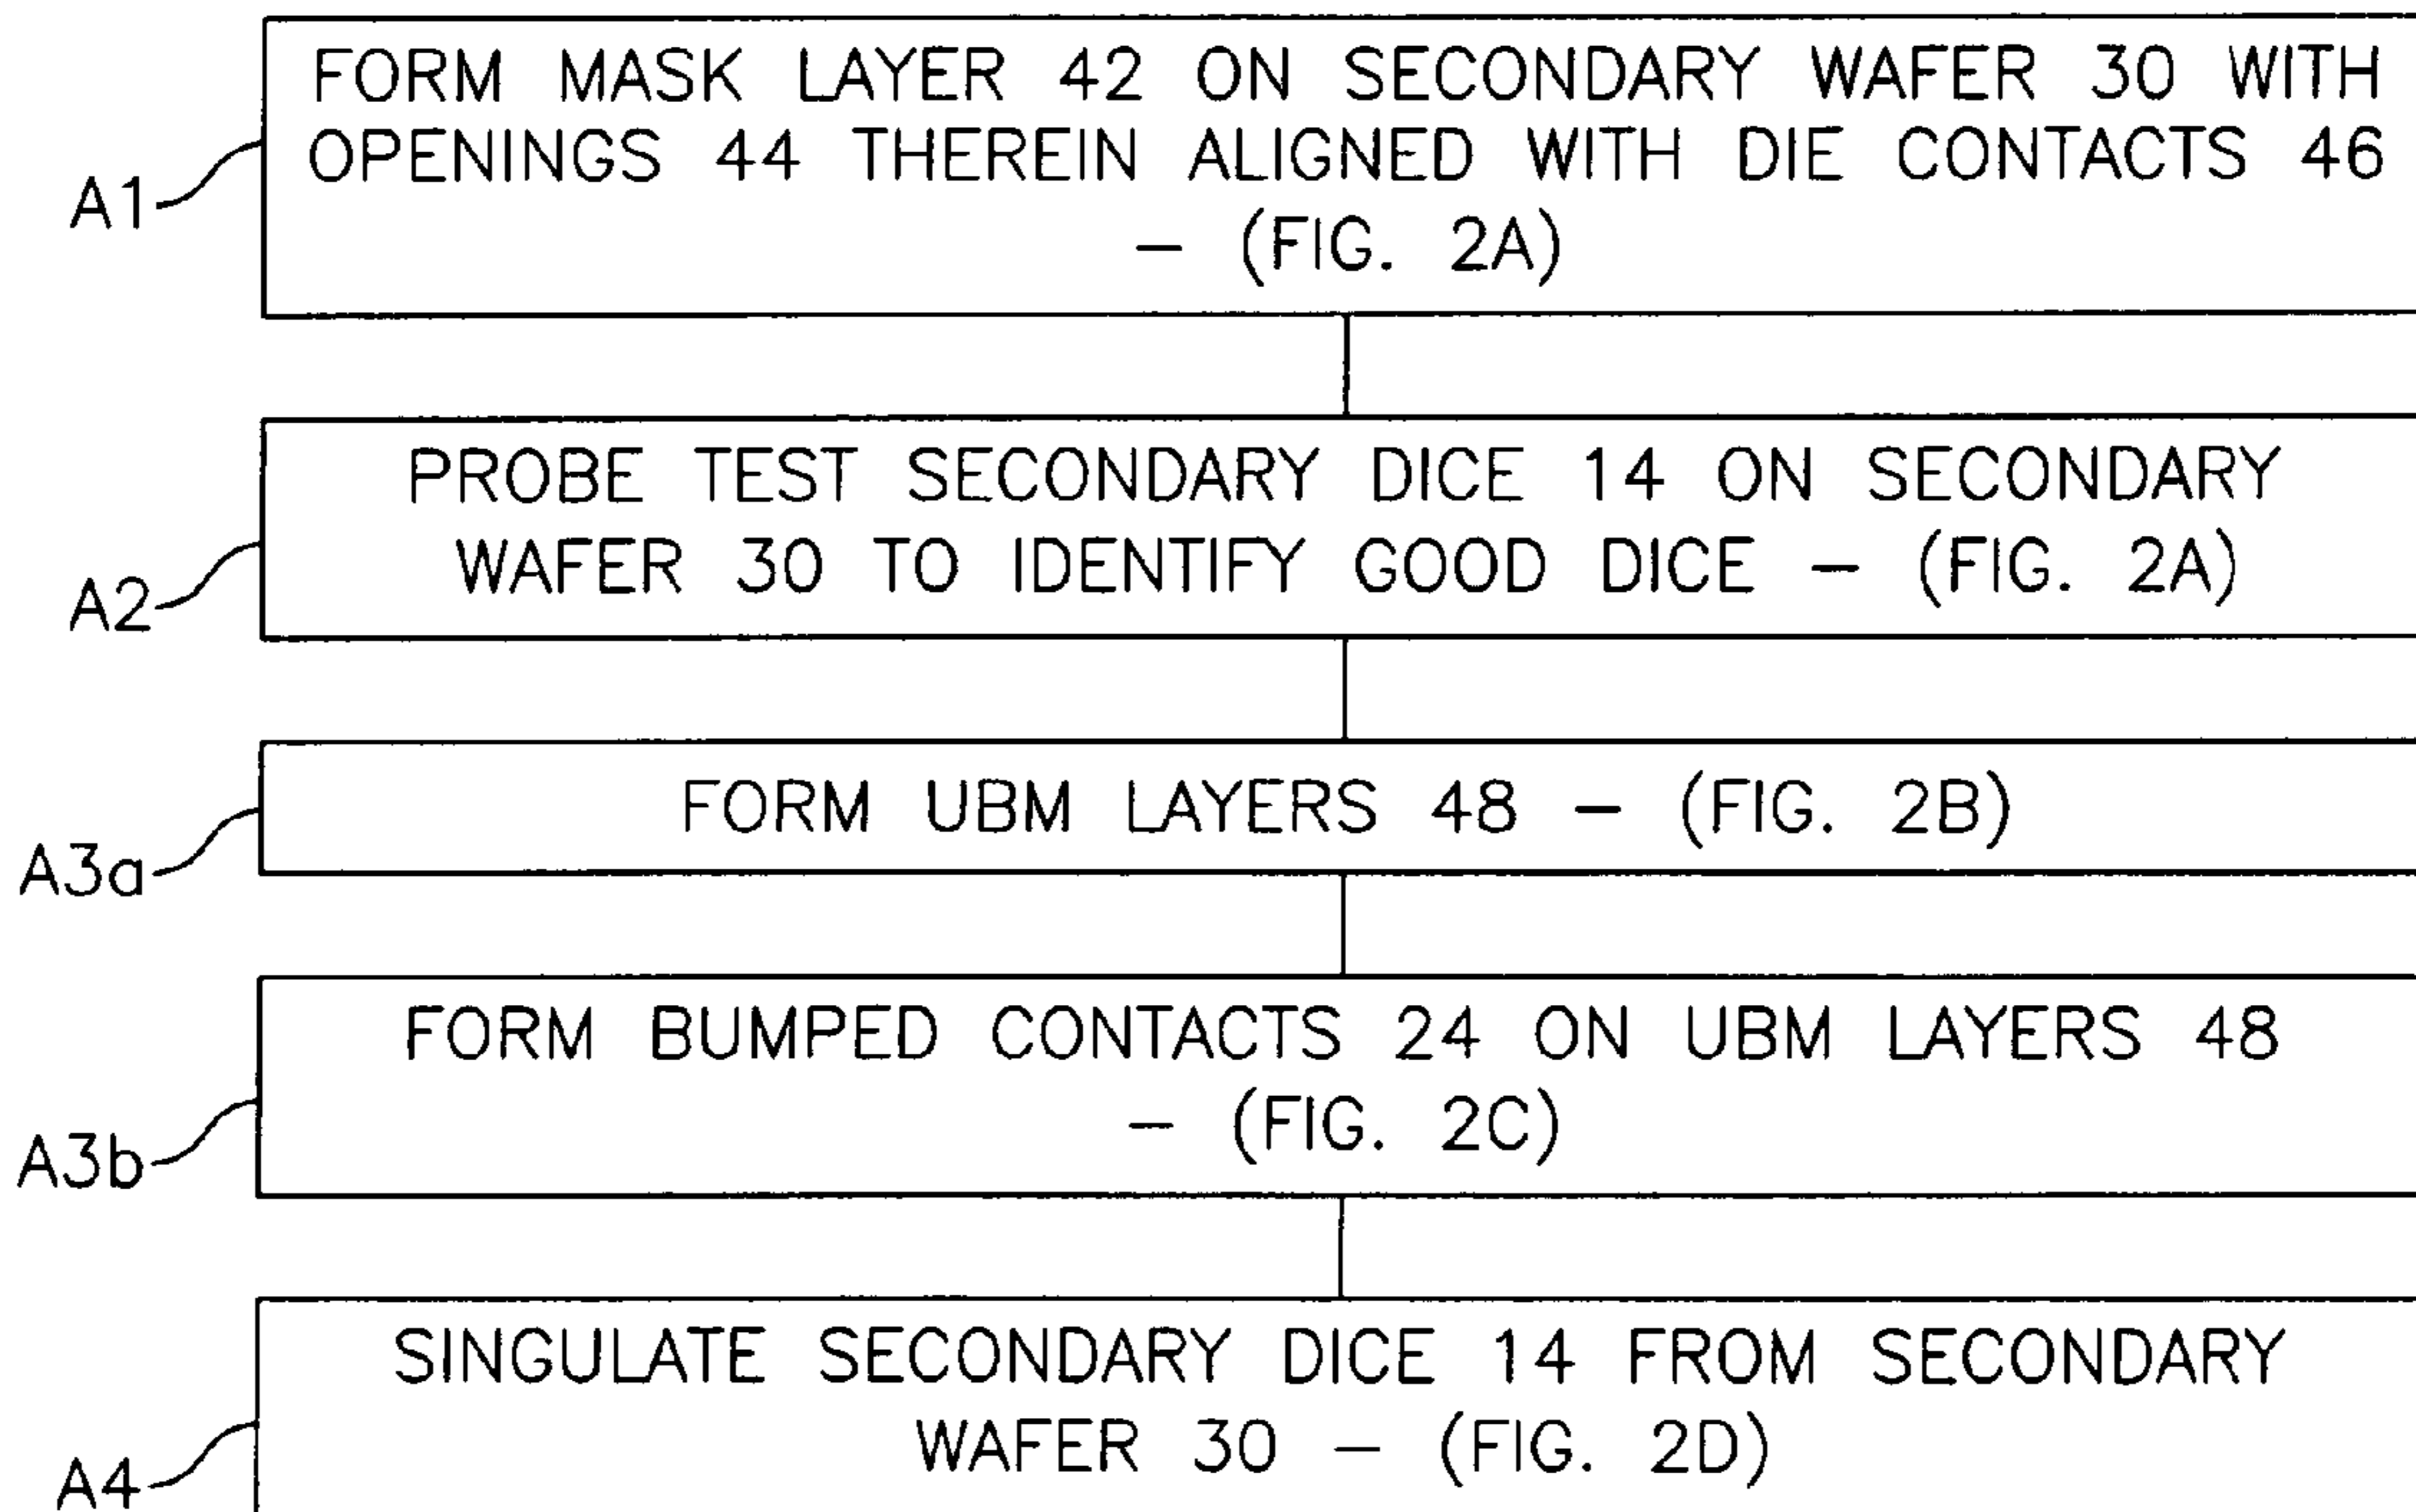 FORM MASK LAYER 42 ON SECONDARY WAFER 30 WITH
OPENINGS 44 THEREIN ALIGNED WITH DIE CONTACTS 46
– (FIG. 2A)
A1
PROBE TEST SECONDARY DICE 14 ON SECONDARY
WAFER 30 TO IDENTIFY GOOD DICE – (FIG. 2A)
A2
FORM UBM LAYERS 48 – (FIG. 2B)
A3a
FORM BUMPED CONTACTS 24 ON UBM LAYERS 48
– (FIG. 2C)
A3b
SINGULATE SECONDARY DICE 14 FROM SECONDARY
WAFER 30 – (FIG. 2D)
A4